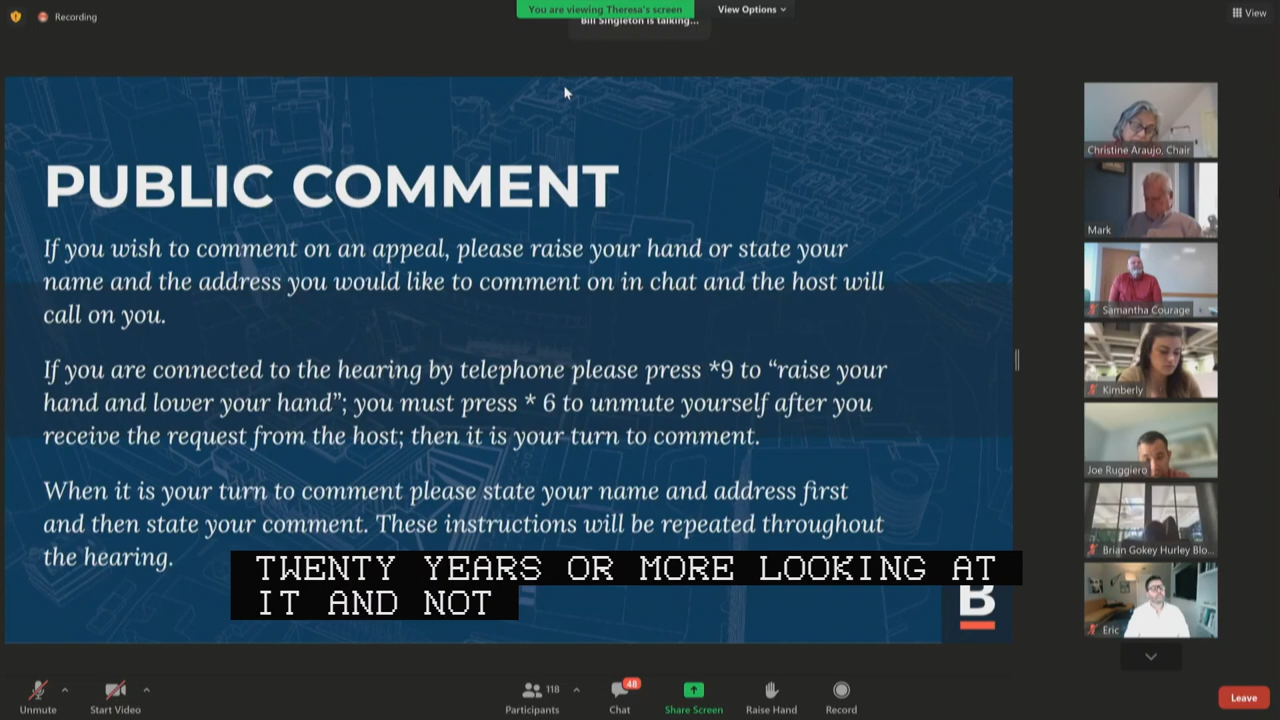 Recording
You are viewing Theresa's screen
View Options
View
Bill Singleton is talking...
PUBLIC COMMENT
If you wish to comment on an appeal, please raise your hand or state your
name and the address you would like to comment on in chat and the host will
call on you.
If you are connected to the hearing by telephone please press *9 to “raise your
hand and lower your hand”; you must press * 6 to unmute yourself after you
receive the request from the host; then it is your turn to comment.
When it is your turn to comment please state your name and address first
and then state your comment. These instructions will be repeated throughout
the hearing.
TWENTY YEARS OR MORE LOOKING AT
IT AND NOT
B
Christine Araujo, Chair
Mark
Samantha Courage
Kimberly
Joe Ruggiero
Brian Gokey Hurley Blo...
Eric
Unmute
Start Video
118
Participants
48
Chat
Share Screen
Raise Hand
Record
Leave